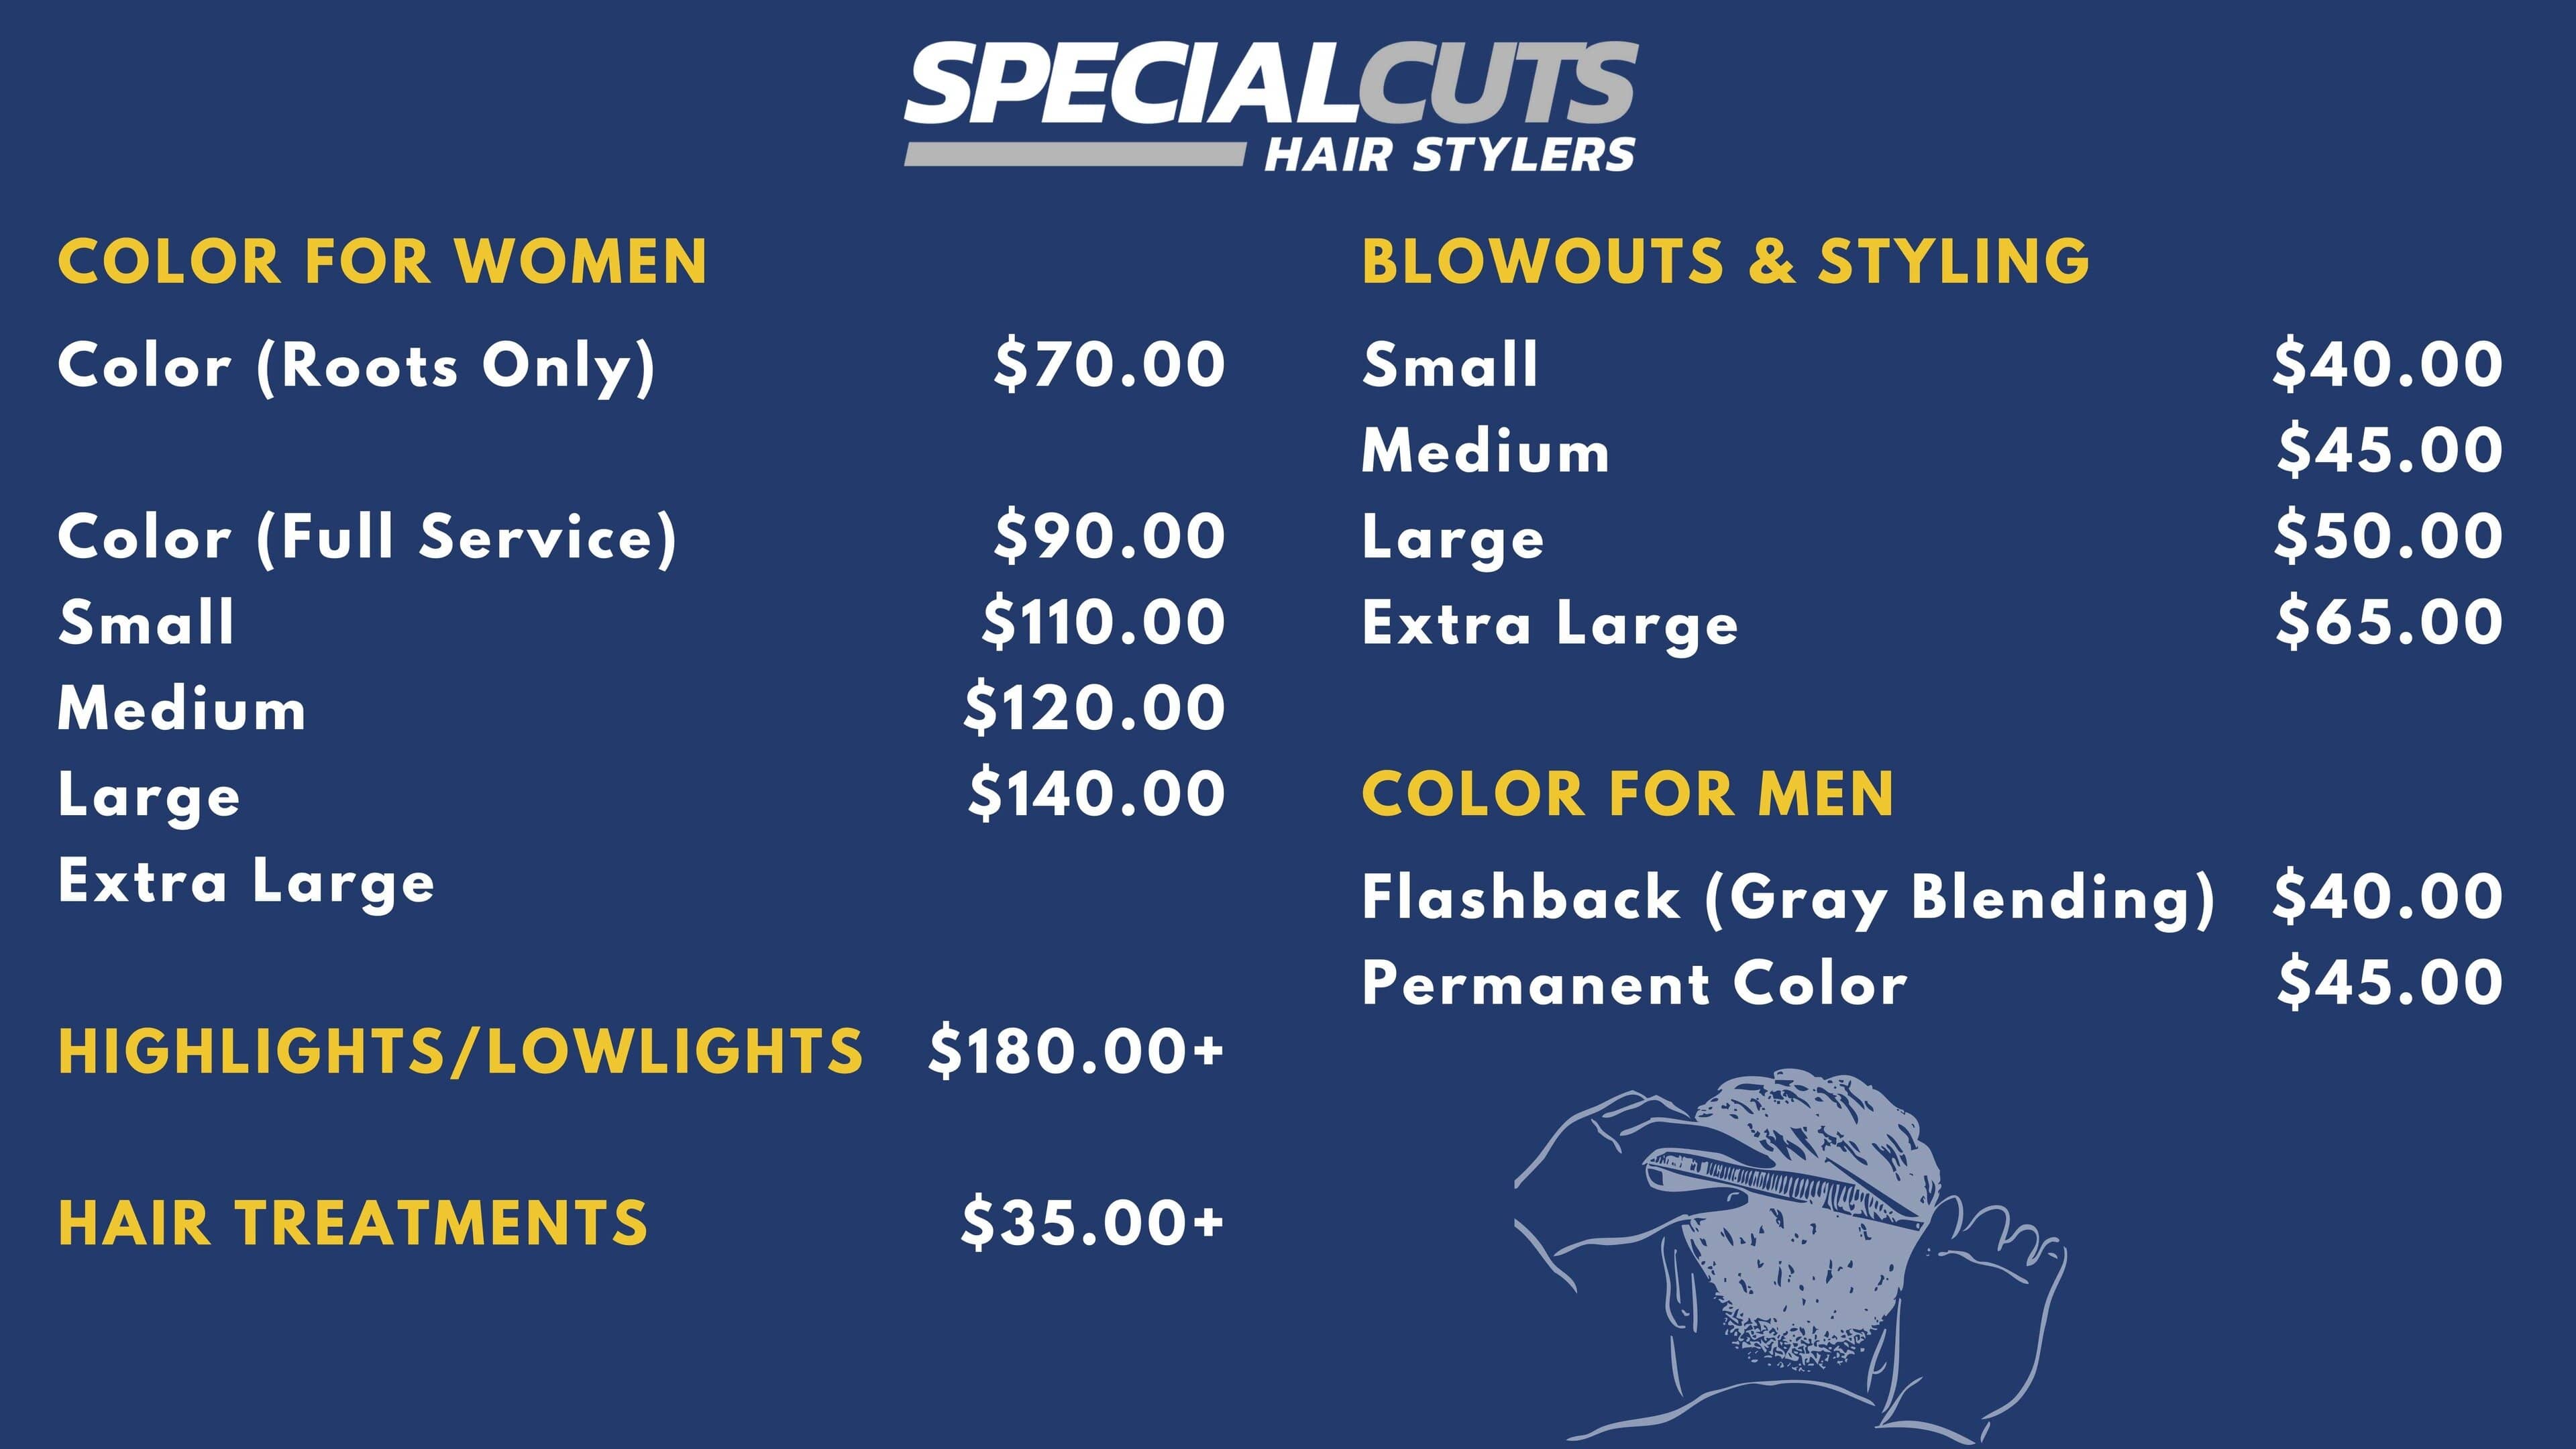 SPECIALCUTS
HAIR STYLERS
COLOR FOR WOMEN
Color (Roots Only) $70.00
Color (Full Service) $90.00
Small $110.00
Medium $120.00
Large $140.00
Extra Large
HIGHLIGHTS/LOWLIGHTS $180.00+
HAIR TREATMENTS $35.00+
BLOWOUTS & STYLING
Small $40.00
Medium $45.00
Large $50.00
Extra Large $65.00
COLOR FOR MEN
Flashback (Gray Blending) $40.00
Permanent Color $45.00